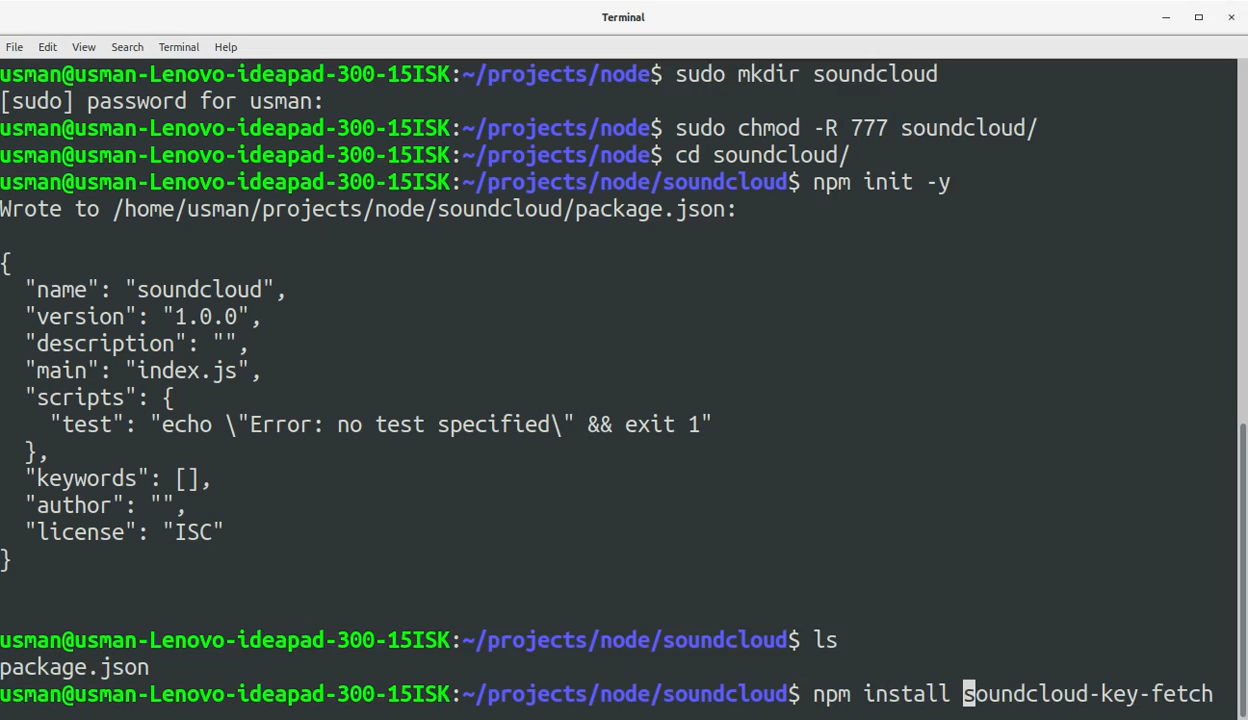 Terminal
File Edit View Search Terminal Help
usman@usman-Lenovo-ideapad-300-15ISK:~/projects/node$ sudo mkdir soundcloud
[sudo] password for usman:
usman@usman-Lenovo-ideapad-300-15ISK:~/projects/node$ sudo chmod -R 777 soundcloud/
usman@usman-Lenovo-ideapad-300-15ISK:~/projects/node$ cd soundcloud/
usman@usman-Lenovo-ideapad-300-15ISK:~/projects/node/soundcloud$ npm init -y
Wrote to /home/usman/projects/node/soundcloud/package.json:
{
  "name": "soundcloud",
  "version": "1.0.0",
  "description": "",
  "main": "index.js",
  "scripts": {
    "test": "echo \"Error: no test specified\" && exit 1"
  },
  "keywords": [],
  "author": "",
  "license": "ISC"
}
usman@usman-Lenovo-ideapad-300-15ISK:~/projects/node/soundcloud$ ls
package.json
usman@usman-Lenovo-ideapad-300-15ISK:~/projects/node/soundcloud$ npm install soundcloud-key-fetch